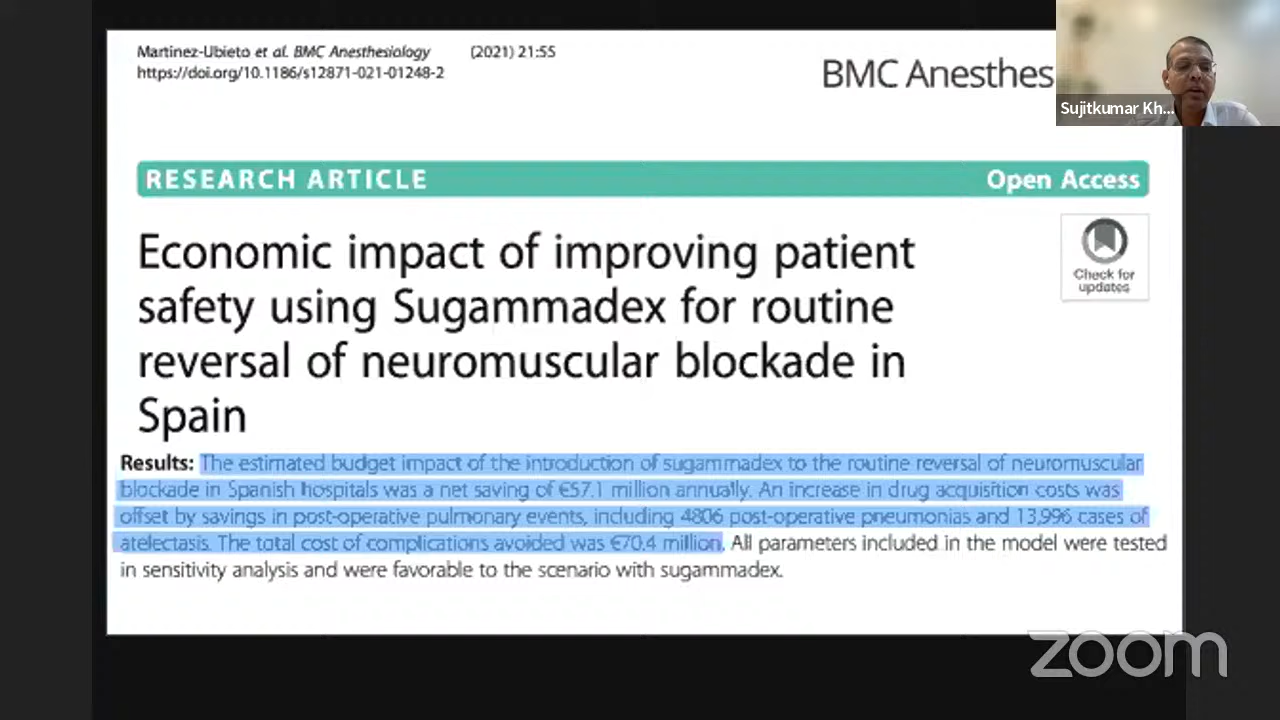 Martinez-Ubieto et al. BMC Anesthesiology (2021) 21:55
https://doi.org/10.1186/s12871-021-01248-2
BMC Anesthes
Sujitkumar Kh...
RESEARCH ARTICLE Open Access
Economic impact of improving patient
safety using Sugammadex for routine
reversal of neuromuscular blockade in
Spain
Check for
updates
Results: The estimated budget impact of the introduction of sugammadex to the routine reversal of neuromuscular
blockade in Spanish hospitals was a net saving of €57.1 million annually. An increase in drug acquisition costs was
offset by savings in post-operative pulmonary events, including 4806 post-operative pneumonias and 13,996 cases of
atelectasis. The total cost of complications avoided was €70.4 million. All parameters included in the model were tested
in sensitivity analysis and were favorable to the scenario with sugammadex.
zoom